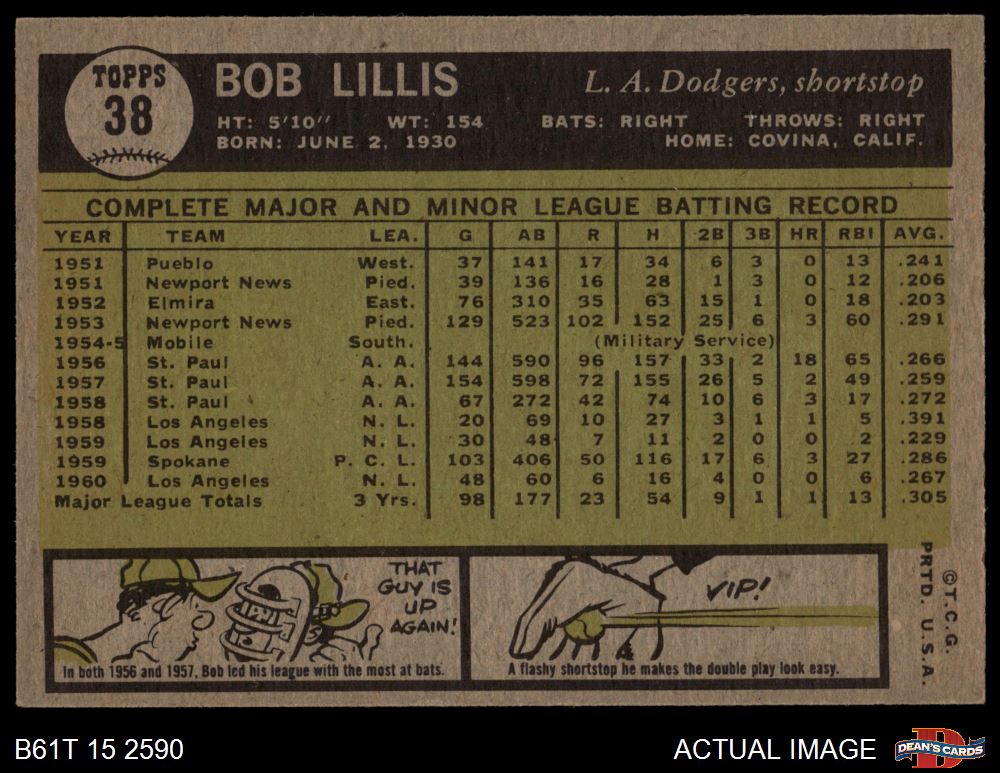 TOPPS
38
BOB LILLIS
L. A. Dodgers, shortstop
HT: 5'10" WT: 154 BATS: RIGHT THROWS: RIGHT
BORN: JUNE 2, 1930 HOME: COVINA, CALIF.
COMPLETE MAJOR AND MINOR LEAGUE BATTING RECORD
YEAR TEAM LEA. G AB R H 2B 3B HR RBI AVG.
1951 Pueblo West. 37 141 17 34 6 3 0 13 .241
1951 Newport News Pied. 39 136 16 28 1 3 0 12 .206
1952 Elmira East. 76 310 35 63 15 1 0 18 .203
1953 Newport News Pied. 129 523 102 152 25 6 3 60 .291
1954-5 Mobile South. (Military Service)
1956 St. Paul A. A. 144 590 96 157 33 2 18 65 .266
1957 St. Paul A. A. 154 598 72 155 26 5 2 49 .259
1958 St. Paul A. A. 67 272 42 74 10 6 3 17 .272
1958 Los Angeles N. L. 20 69 10 27 3 1 1 5 .391
1959 Los Angeles N. L. 30 48 7 11 2 0 0 2 .229
1959 Spokane P. C. L. 103 406 50 116 17 6 3 27 .286
1960 Los Angeles N. L. 48 60 6 16 4 0 0 6 .267
Major League Totals 3 Yrs. 98 177 23 54 9 1 1 13 .305
THAT
GUY IS
UP
AGAIN!
In both 1956 and 1957, Bob led his league with the most at bats.
VIP!
A flashy shortstop he makes the double play look easy.
© T. C. G.
PRTD. U. S. A.
B61T 15 2590
ACTUAL IMAGE
D
DEAN'S CARDS